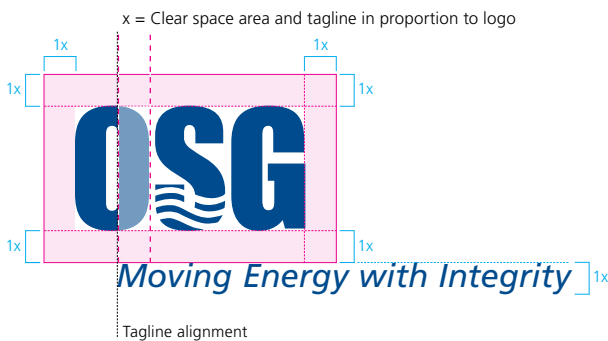 x = Clear space area and tagline in proportion to logo
1x 1x
1x 1x
OSG
1x 1x
Moving Energy with Integrity 1x
Tagline alignment